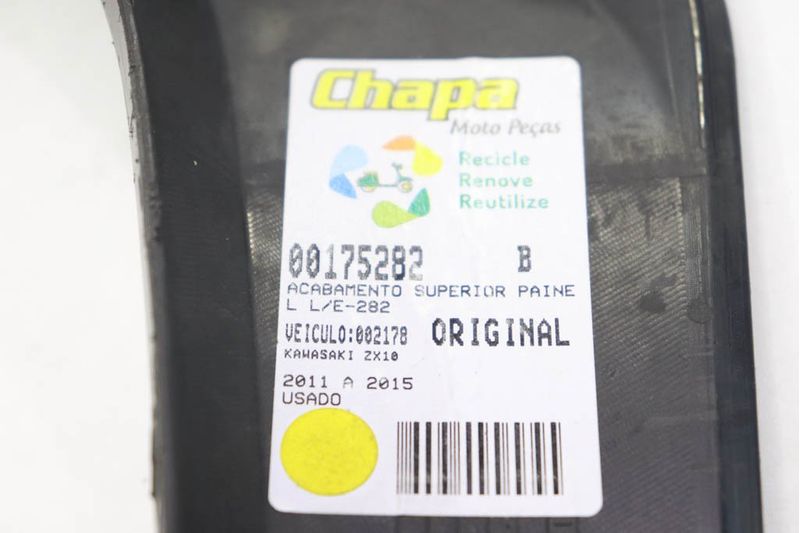 Chapa
Moto Peças
Recicle
Renove
Reutilize
00175282 B
ACABAMENTO SUPERIOR PAINE
L L/E-282
VEICULO:002178 ORIGINAL
KAWASAKI ZX10
2011 A 2015
USADO